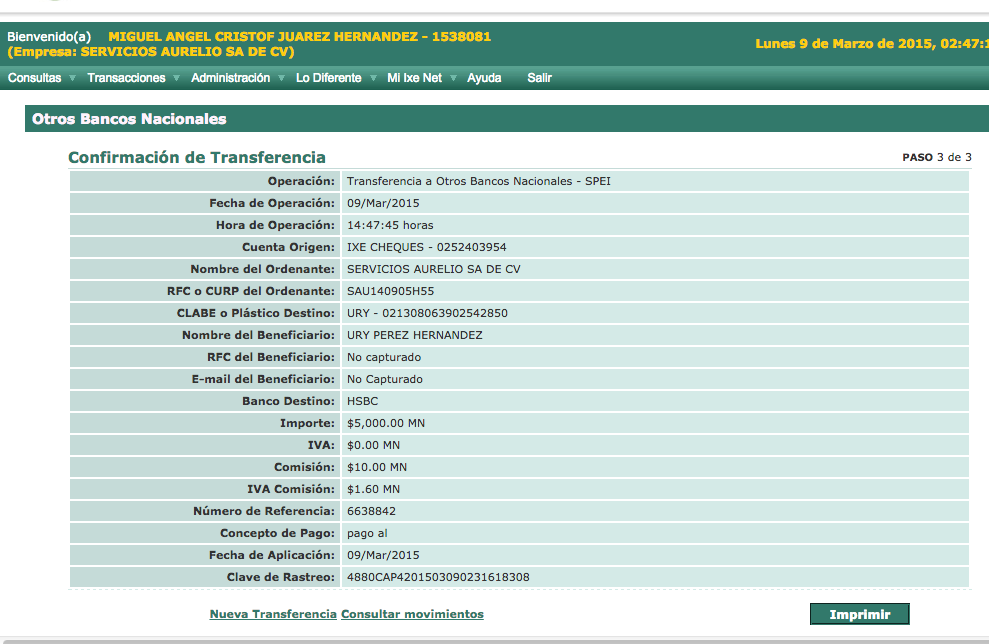 Bienvenido(a) MIGUEL ANGEL CRISTOF JUAREZ HERNANDEZ - 1538081
(Empresa: SERVICIOS AURELIO SA DE CV)
Lunes 9 de Marzo de 2015, 02:47:1
Consultas Transacciones Administración Lo Diferente Mi Ixe Net Ayuda Salir
Otros Bancos Nacionales
Confirmación de Transferencia PASO 3 de 3
Operación: Transferencia a Otros Bancos Nacionales - SPEI
Fecha de Operación: 09/Mar/2015
Hora de Operación: 14:47:45 horas
Cuenta Origen: IXE CHEQUES - 0252403954
Nombre del Ordenante: SERVICIOS AURELIO SA DE CV
RFC o CURP del Ordenante: SAU140905H55
CLABE o Plástico Destino: URY - 021308063902542850
Nombre del Beneficiario: URY PEREZ HERNANDEZ
RFC del Beneficiario: No capturado
E-mail del Beneficiario: No Capturado
Banco Destino: HSBC
Importe: $5,000.00 MN
IVA: $0.00 MN
Comisión: $10.00 MN
IVA Comisión: $1.60 MN
Número de Referencia: 6638842
Concepto de Pago: pago al
Fecha de Aplicación: 09/Mar/2015
Clave de Rastreo: 4880CAP4201503090231618308
Nueva Transferencia Consultar movimientos Imprimir